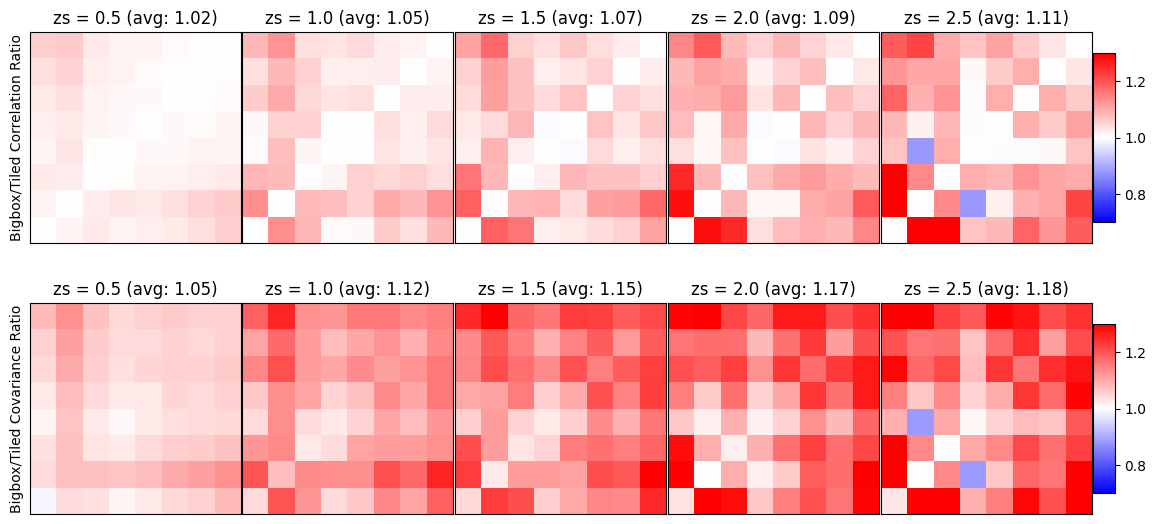 zs = 0.5 (avg: 1.02)
zs = 1.0 (avg: 1.05)
zs = 1.5 (avg: 1.07)
zs = 2.0 (avg: 1.09)
zs = 2.5 (avg: 1.11)
Bigbox/Tiled Correlation Ratio
1.2
1.0
0.8
zs = 0.5 (avg: 1.05)
zs = 1.0 (avg: 1.12)
zs = 1.5 (avg: 1.15)
zs = 2.0 (avg: 1.17)
zs = 2.5 (avg: 1.18)
Bigbox/Tiled Covariance Ratio
1.2
1.0
0.8